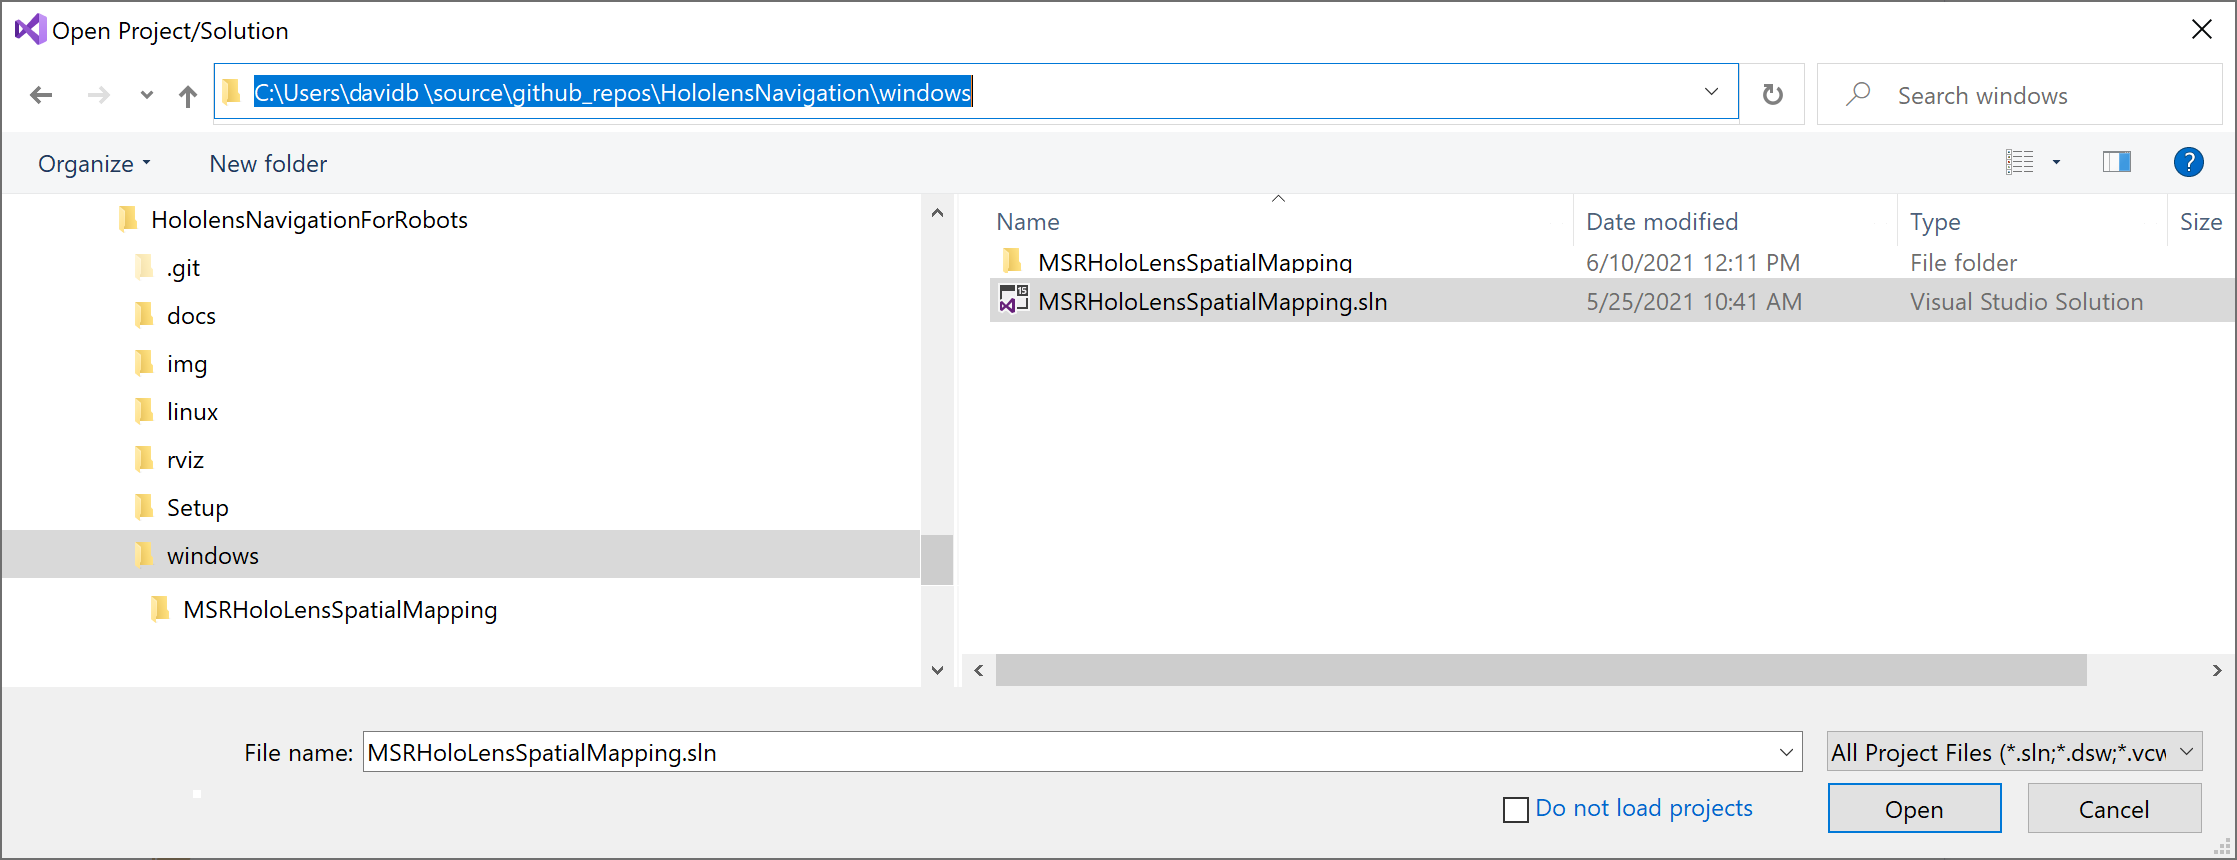 Open Project/Solution
C:\Users\davidb \source\github_repos\HololensNavigation\windows
Search windows
Organize
New folder
?
HololensNavigationForRobots
.git
docs
img
linux
rviz
Setup
windows
MSRHoloLensSpatialMapping
Name Date modified Type Size
MSRHoloLensSpatialMapping 6/10/2021 12:11 PM File folder
15
MSRHoloLensSpatialMapping.sln 5/25/2021 10:41 AM Visual Studio Solution
File name: MSRHoloLensSpatialMapping.sln
All Project Files (*.sln;*.dsw;*.vcw
Do not load projects
Open
Cancel